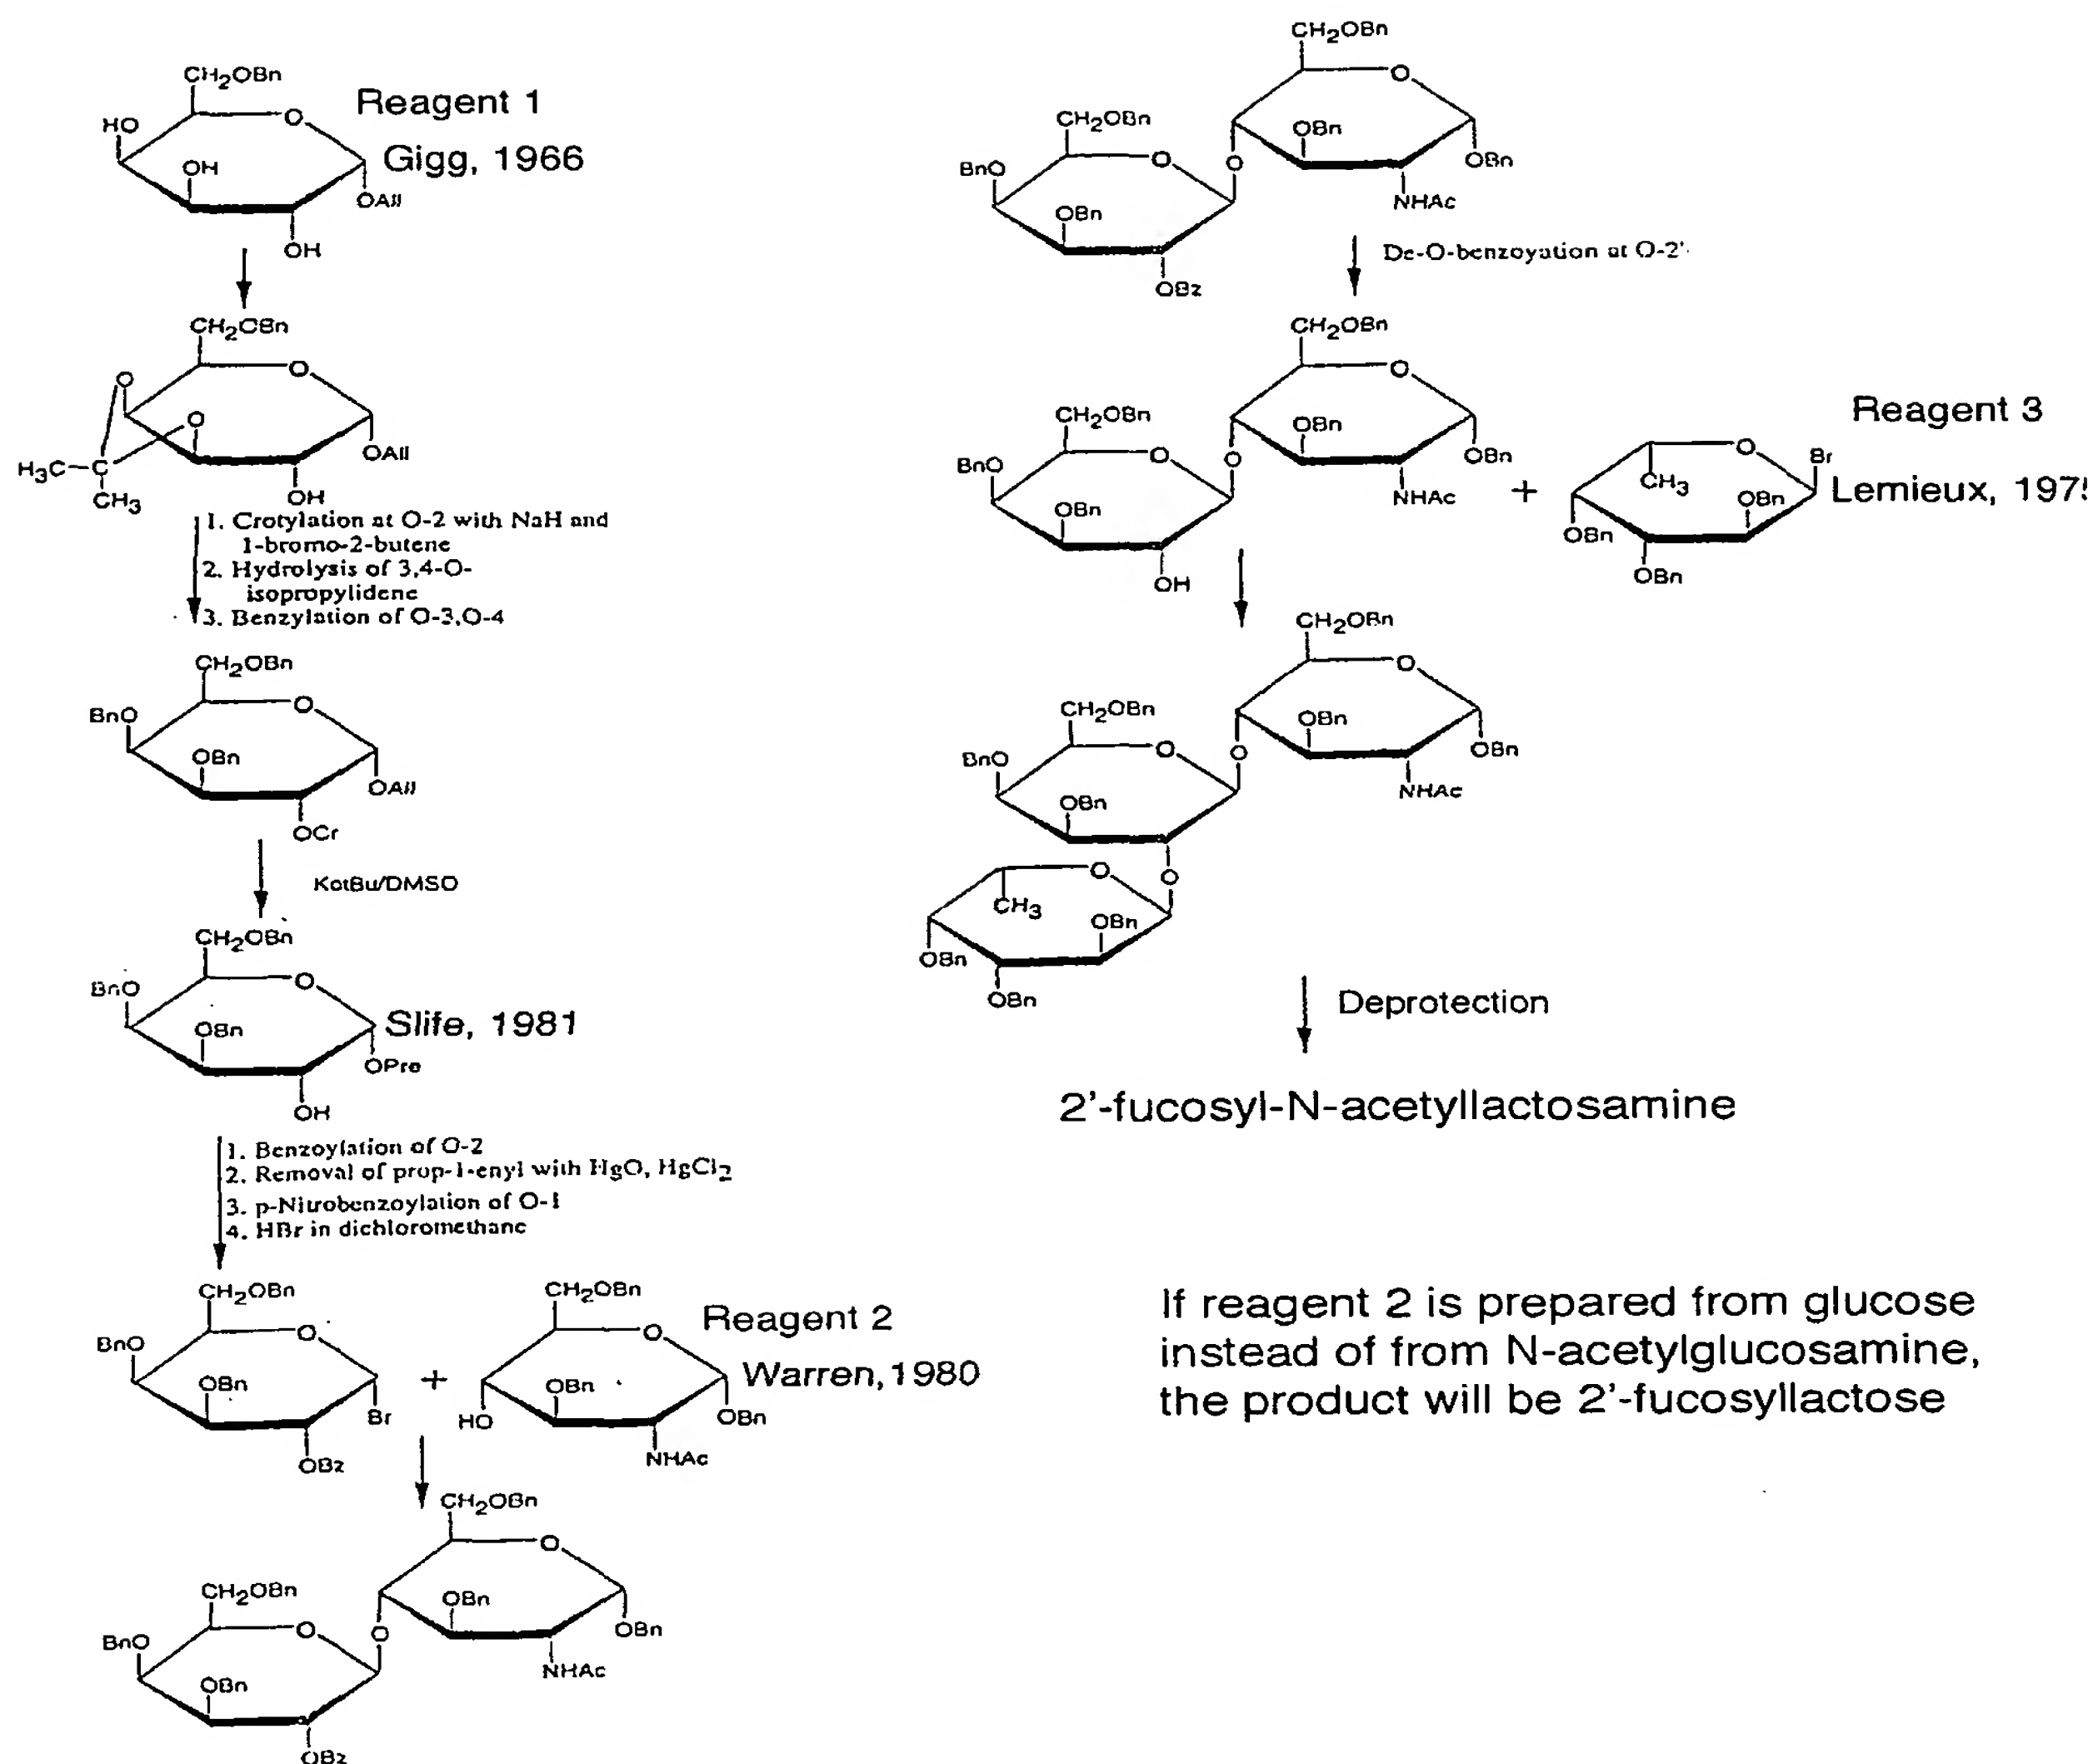 CH2OBn
HO
O
Reagent 1
OH
Gigg, 1966
OAll
OH
CH2OBn
O
O
O
OAll
H3C-C
CH3
OH
1. Crotylation at O-2 with NaH and
1-bromo-2-butene
2. Hydrolysis of 3,4-O-
isopropylidene
3. Benzylation of O-3,O-4
CH2OBn
O
BnO
OBn
OAll
OCr
KotBu/DMSO
CH2OBn
O
BnO
OBn
Slife, 1981
OPro
OH
1. Benzoylation of O-2
2. Removal of prop-1-enyl with HgO, HgCl2
3. p-Nitrobenzoylation of O-1
4. HBr in dichloromethane
CH2OBn
O
BnO
OBn
Br
OBz
+
CH2OBn
O
Reagent 2
OBn
Warren, 1980
HO
OBn
NHAc
CH2OBn
O
OBn
OBn
NHAc
CH2OBn
O
O
BnO
OBn
OBz
CH2OBn
O
OBn
OBn
NHAc
CH2OBn
O
O
BnO
OBn
OBz
De-O-benzoyation at O-2'
CH2OBn
O
OBn
OBn
NHAc
CH2OBn
O
O
BnO
OBn
OH
+
Reagent 3
O
Br
CH3
OBn
Lemieux, 197
OBn
OBn
CH2OBn
O
OBn
OBn
NHAc
CH2OBn
O
O
BnO
OBn
O
O
CH3
OBn
OBn
OBn
Deprotection
2'-fucosyl-N-acetyllactosamine
If reagent 2 is prepared from glucose
instead of from N-acetylglucosamine,
the product will be 2'-fucosyllactose